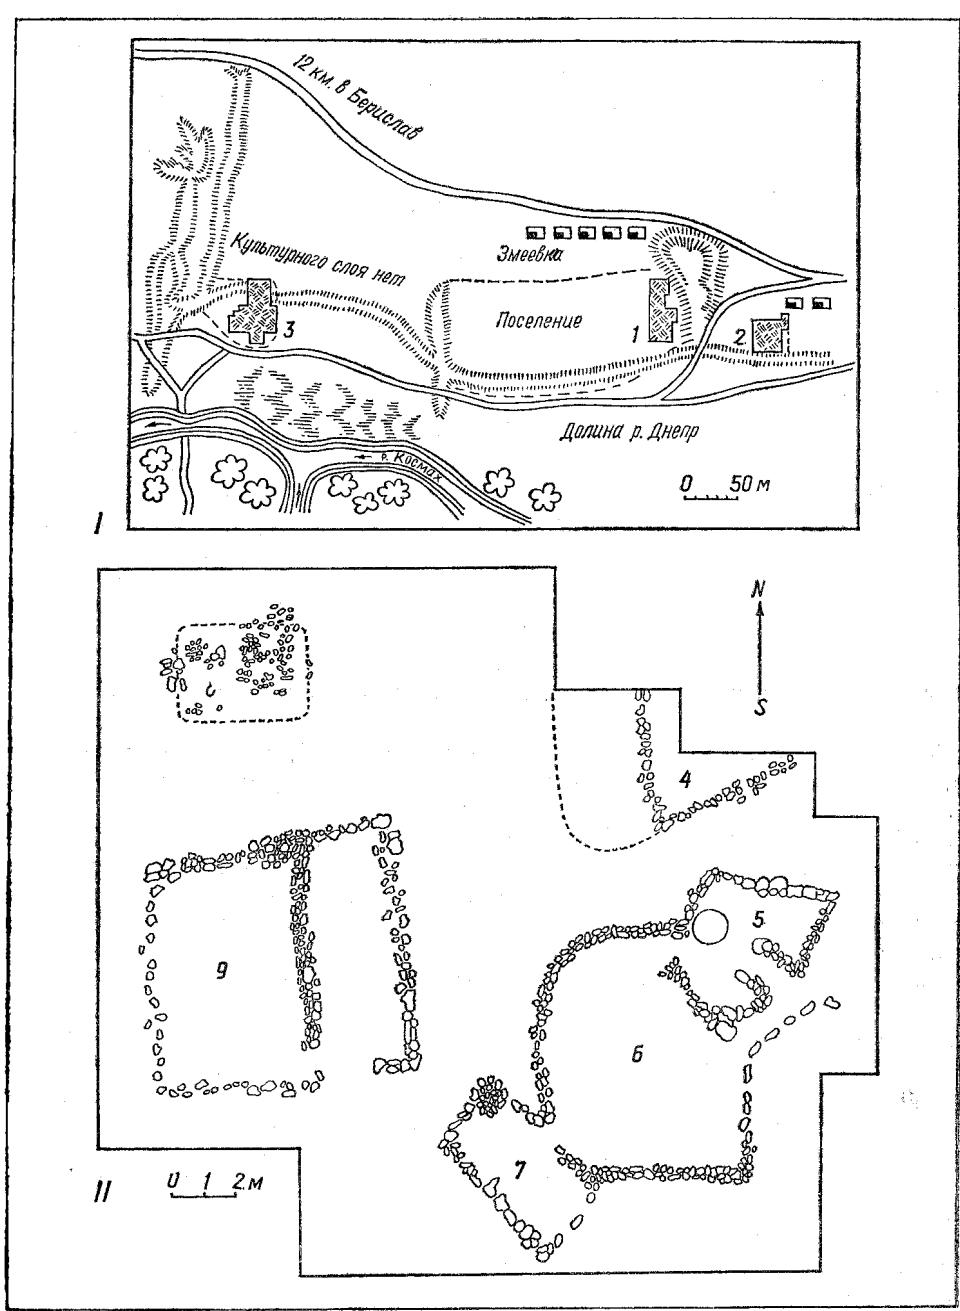 12 км. в Берислав
Змеевка
Культурного слоя нет
Поселение
1
2
3
Долина р. Днепр
р. Космах
0 50 м
I
N
S
4
5
9
6
7
II
0 1 2 м